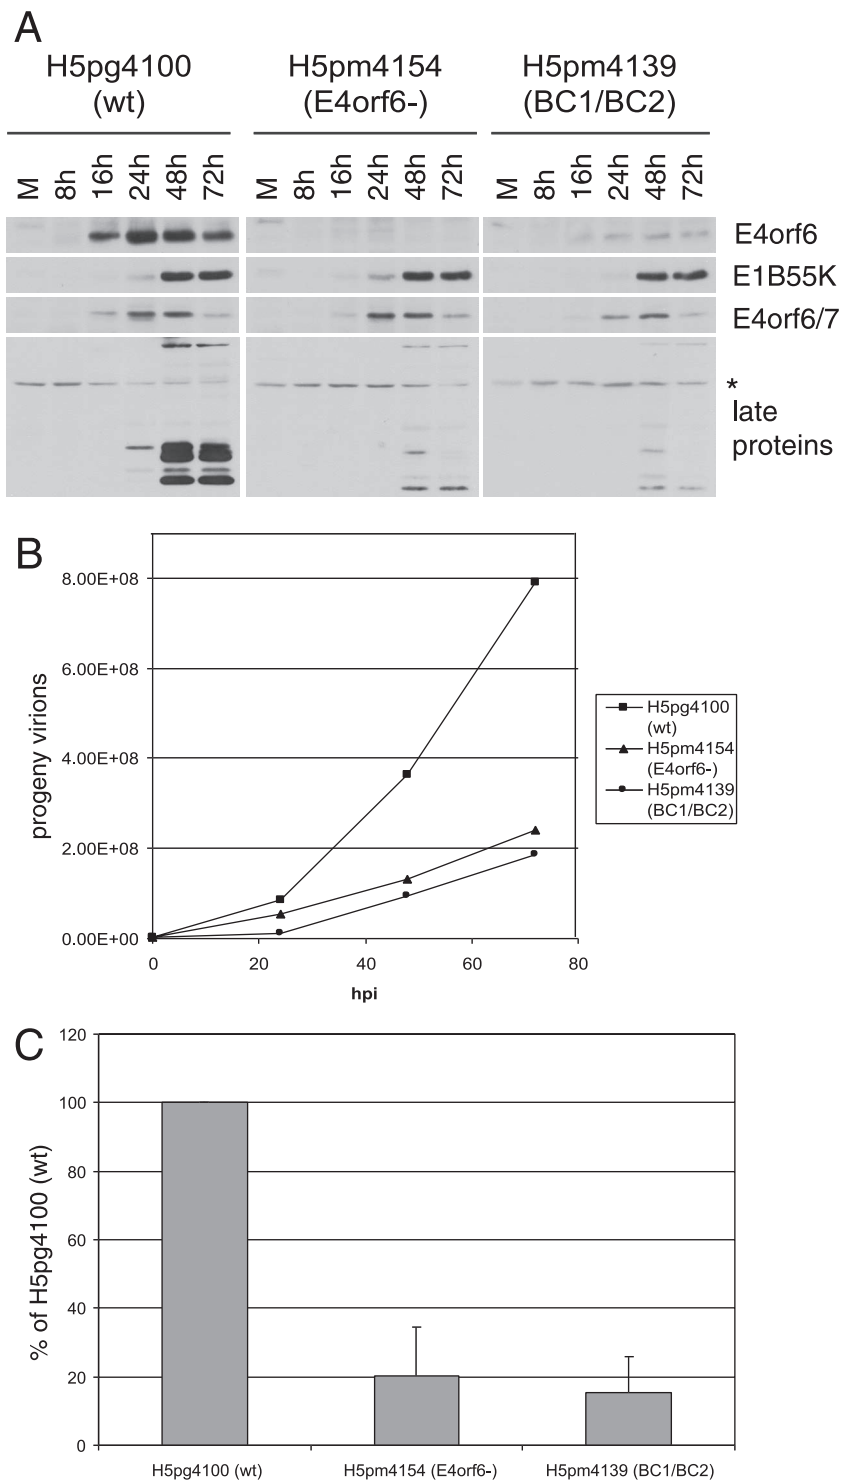 A
H5pg4100 H5pm4154 H5pm4139
(wt) (E4orf6-) (BC1/BC2)
M 8h 16h 24h 48h 72h M 8h 16h 24h 48h 72h M 8h 16h 24h 48h 72h
E4orf6
E1B55K
E4orf6/7
*
late
proteins
B
8.00E+08
6.00E+08
4.00E+08
2.00E+08
0.00E+00
progeny virions
0 20 40 60 80
hpi
H5pg4100
(wt)
H5pm4154
(E4orf6-)
H5pm4139
(BC1/BC2)
C
120
100
80
60
40
20
0
% of H5pg4100 (wt)
H5pg4100 (wt) H5pm4154 (E4orf6-) H5pm4139 (BC1/BC2)